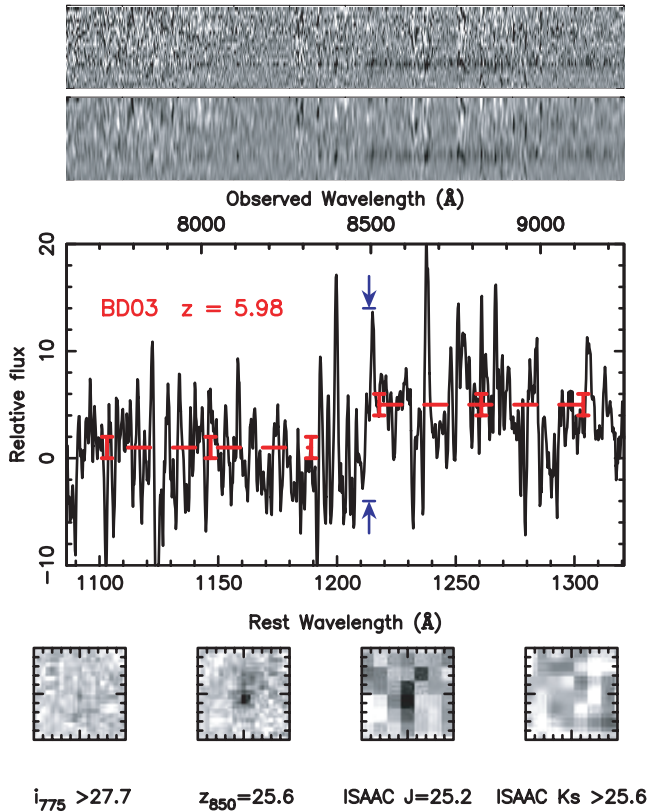 Observed Wavelength (Å)
8000 8500 9000
20
10
0
-10
Relative flux
BD03 z = 5.98
1100 1150 1200 1250 1300
Rest Wavelength (Å)
i775 >27.7 z850=25.6 ISAAC J=25.2 ISAAC Ks >25.6